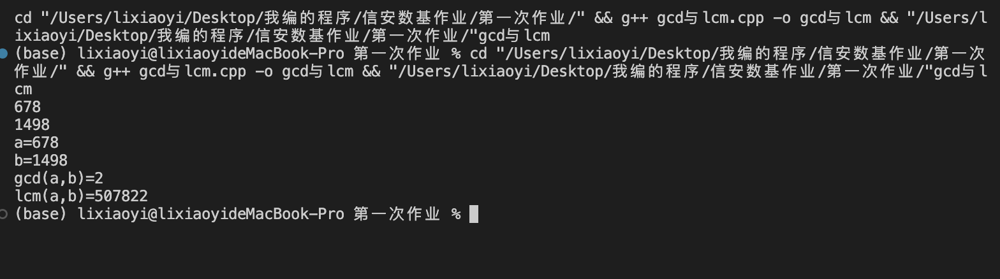 cd "/Users/lixiaoyi/Desktop/我编的程序/信安数基作业/第一次作业/" && g++ gcd与lcm.cpp -o gcd与lcm && "/Users/l
ixiaoyi/Desktop/我编的程序/信安数基作业/第一次作业/"gcd与lcm
(base) lixiaoyi@lixiaoyideMacBook-Pro 第一次作业 % cd "/Users/lixiaoyi/Desktop/我编的程序/信安数基作业/第一次
作业/" && g++ gcd与lcm.cpp -o gcd与lcm && "/Users/lixiaoyi/Desktop/我编的程序/信安数基作业/第一次作业/"gcd与l
cm
678
1498
a=678
b=1498
gcd(a,b)=2
lcm(a,b)=507822
(base) lixiaoyi@lixiaoyideMacBook-Pro 第一次作业 %